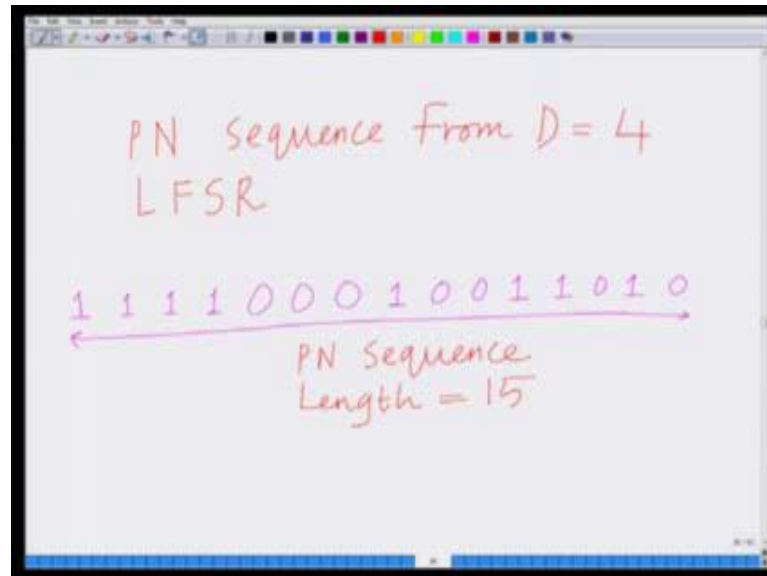 PN Sequence from D = 4
LFSR
1 1 1 1 0 0 0 1 0 0 1 1 0 1 0
PN Sequence
Length = 15